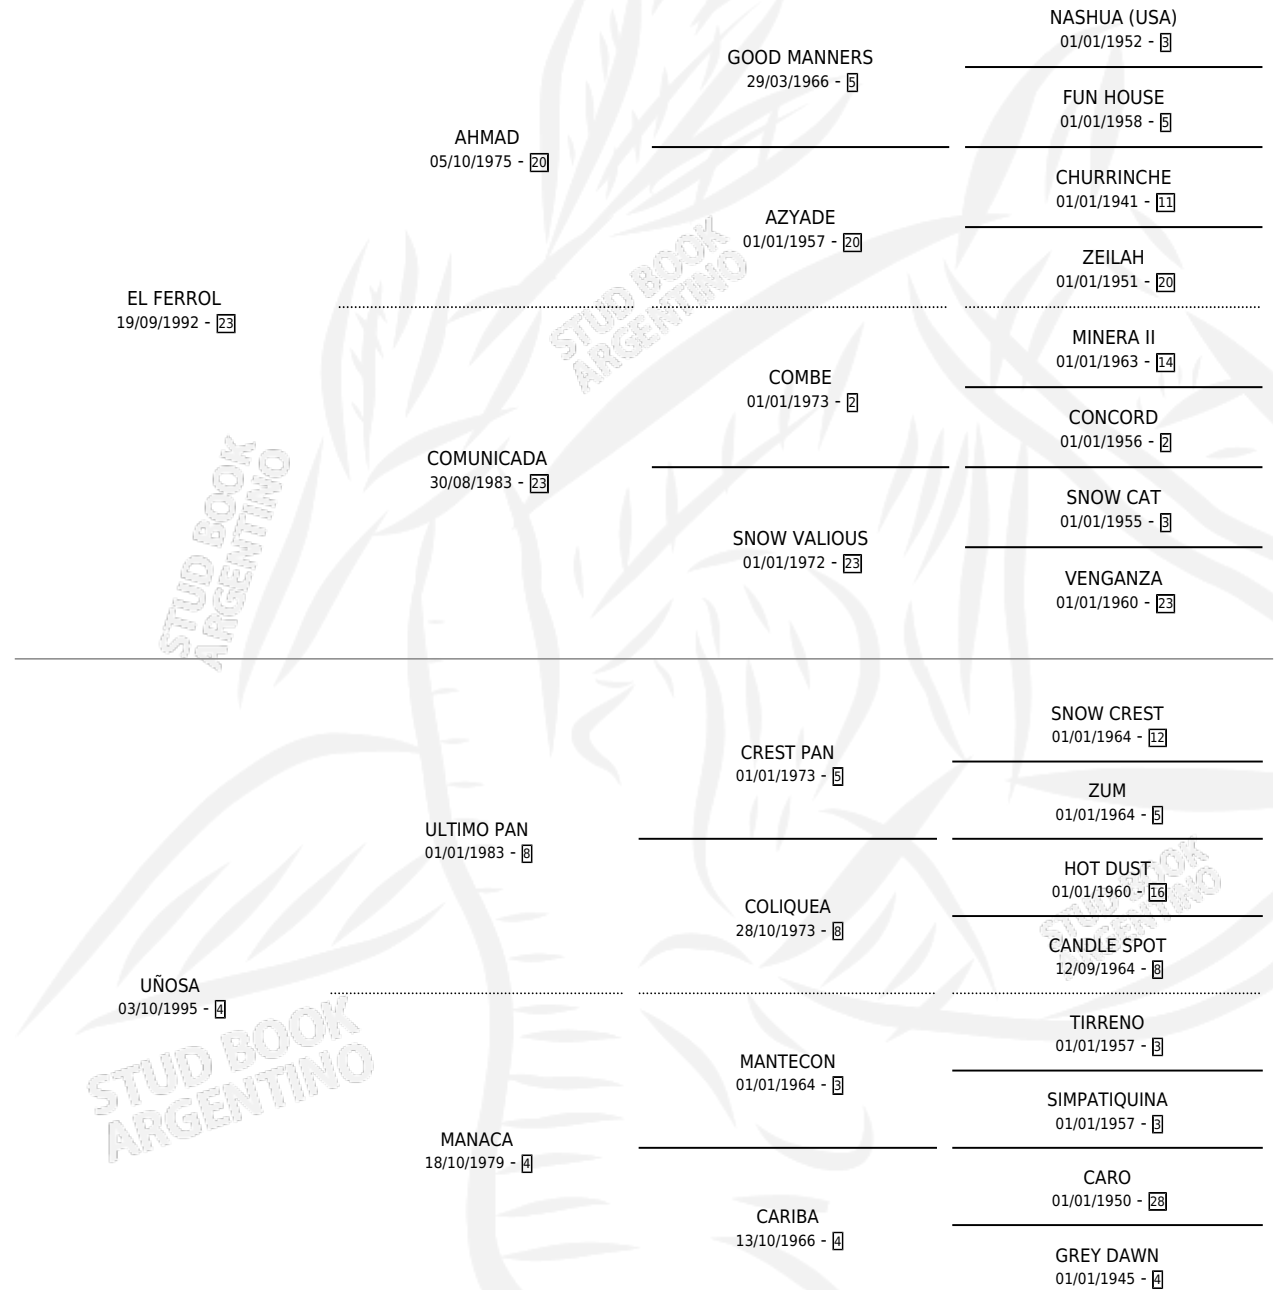 NASHUA (USA)
01/01/1952 - 3
GOOD MANNERS
29/03/1966 - 5
FUN HOUSE
01/01/1958 - 5
AHMAD
05/10/1975 - 20
CHURRINCHE
01/01/1941 - 11
AZYADE
01/01/1957 - 20
ZEILAH
01/01/1951 - 20
EL FERROL
19/09/1992 - 23
MINERA II
01/01/1963 - 14
COMBE
01/01/1973 - 2
CONCORD
01/01/1956 - 2
COMUNICADA
30/08/1983 - 23
SNOW CAT
01/01/1955 - 3
SNOW VALIOUS
01/01/1972 - 23
VENGANZA
01/01/1960 - 23
STUD BOOK
ARGENTINO
STUD BOOK
ARGENTINO
SNOW CREST
01/01/1964 - 12
CREST PAN
01/01/1973 - 5
ZUM
01/01/1964 - 5
ULTIMO PAN
01/01/1983 - 8
HOT DUST
01/01/1960 - 16
COLIQUEA
28/10/1973 - 8
CANDLE SPOT
12/09/1964 - 8
STUD BOOK
ARGENTINO
UÑOSA
03/10/1995 - 4
TIRRENO
01/01/1957 - 3
MANTECON
01/01/1964 - 3
SIMPATIQUINA
01/01/1957 - 3
MANACA
18/10/1979 - 4
CARO
01/01/1950 - 28
CARIBA
13/10/1966 - 4
GREY DAWN
01/01/1945 - 4
STUD BOOK
ARGENTINO